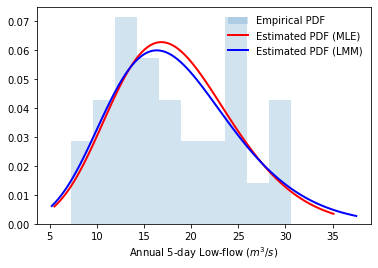 Empirical PDF
Estimated PDF (MLE)
Estimated PDF (LMM)
0.07
0.06
0.05
0.04
0.03
0.02
0.01
0.00
5 10 15 20 25 30 35
Annual 5-day Low-flow (m³/s)